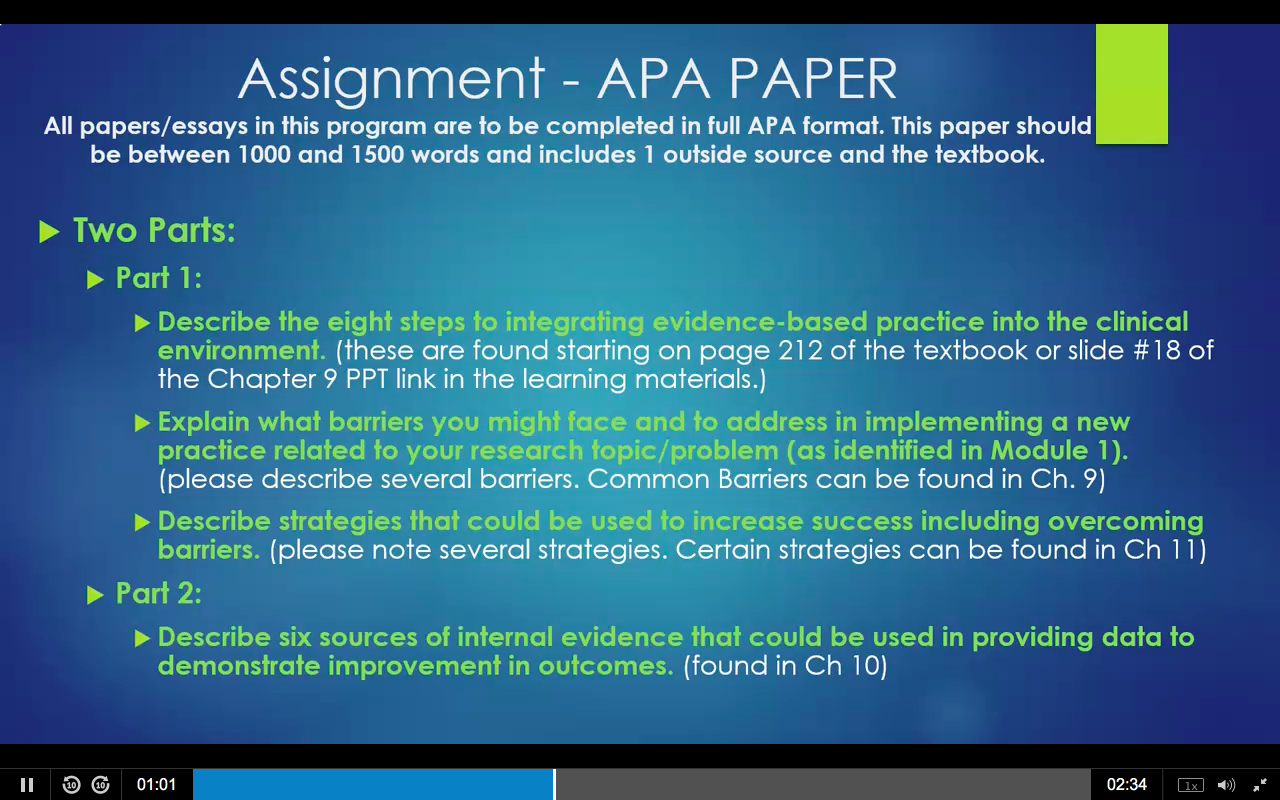 Assignment - APA PAPER
All papers/essays in this program are to be completed in full APA format. This paper should
be between 1000 and 1500 words and includes 1 outside source and the textbook.
Two Parts:
Part 1:
Describe the eight steps to integrating evidence-based practice into the clinical
environment. (these are found starting on page 212 of the textbook or slide #18 of
the Chapter 9 PPT link in the learning materials.)
Explain what barriers you might face and to address in implementing a new
practice related to your research topic/problem (as identified in Module 1).
(please describe several barriers. Common Barriers can be found in Ch. 9)
Describe strategies that could be used to increase success including overcoming
barriers. (please note several strategies. Certain strategies can be found in Ch 11)
Part 2:
Describe six sources of internal evidence that could be used in providing data to
demonstrate improvement in outcomes. (found in Ch 10)
10 10 01:01 02:34 1x